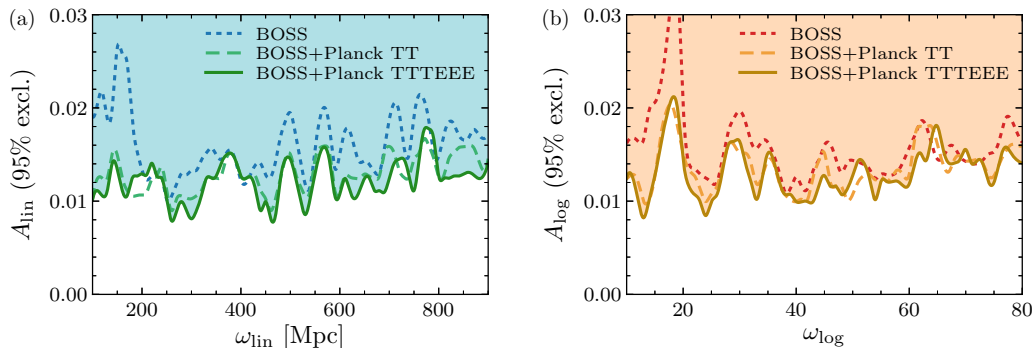 (a)
0.03
0.02
0.01
0.00
A_lin (95% excl.)
BOSS
BOSS+Planck TT
BOSS+Planck TTTEEE
200 400 600 800
ω_lin [Mpc]
(b)
0.03
0.02
0.01
0.00
A_log (95% excl.)
BOSS
BOSS+Planck TT
BOSS+Planck TTTEEE
20 40 60 80
ω_log